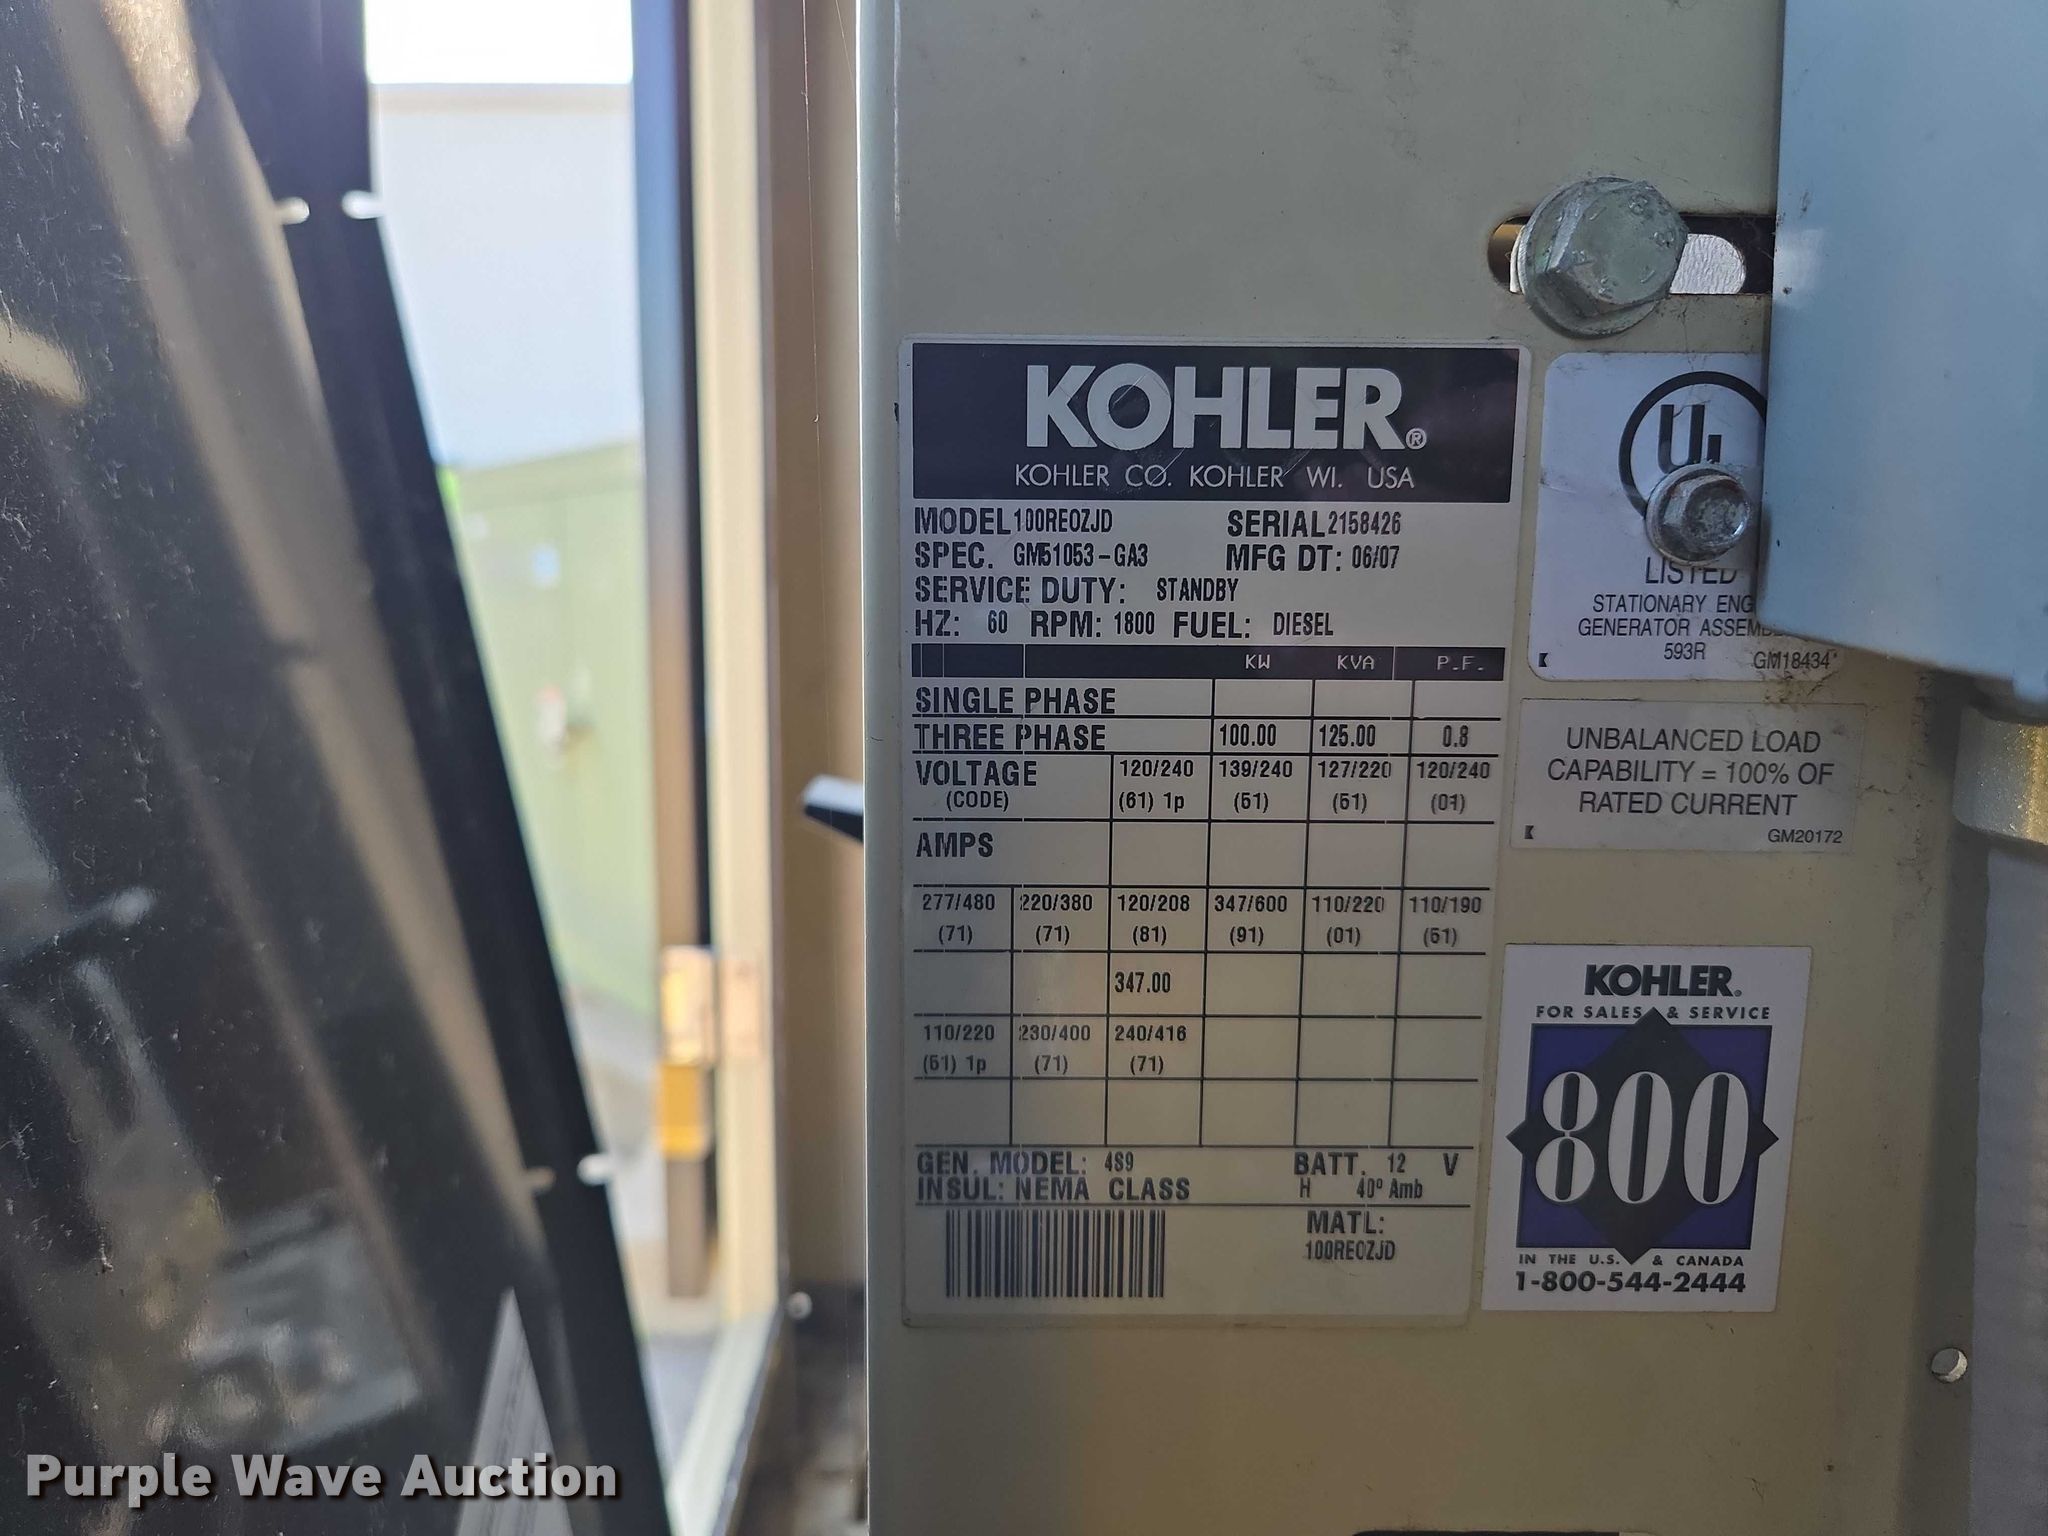 KOHLER®
KOHLER CO. KOHLER WI. USA
MODEL 100REOZJD SERIAL 2158426
SPEC. GM51053-GA3 MFG DT: 06/07
SERVICE DUTY: STANDBY
HZ: 60 RPM: 1800 FUEL: DIESEL
KW KVA P.F.
SINGLE PHASE
THREE PHASE 100.00 125.00 0.8
VOLTAGE 120/240 139/240 127/220 120/240
(CODE) (61) 1p (51) (51) (01)
AMPS
277/480 220/380 120/208 347/600 110/220 110/190
(71) (71) (81) (91) (01) (51)
347.00
110/220 230/400 240/416
(51) 1p (71) (71)
GEN. MODEL: 4S9 BATT. 12 V
INSUL: NEMA CLASS H 40° Amb
MATL:
100REOZJD
UL
LISTED
STATIONARY ENG
GENERATOR ASSEMB
593R GM18434
UNBALANCED LOAD
CAPABILITY = 100% OF
RATED CURRENT
GM20172
KOHLER®
FOR SALES & SERVICE
800
IN THE U.S. & CANADA
1-800-544-2444
Purple Wave Auction